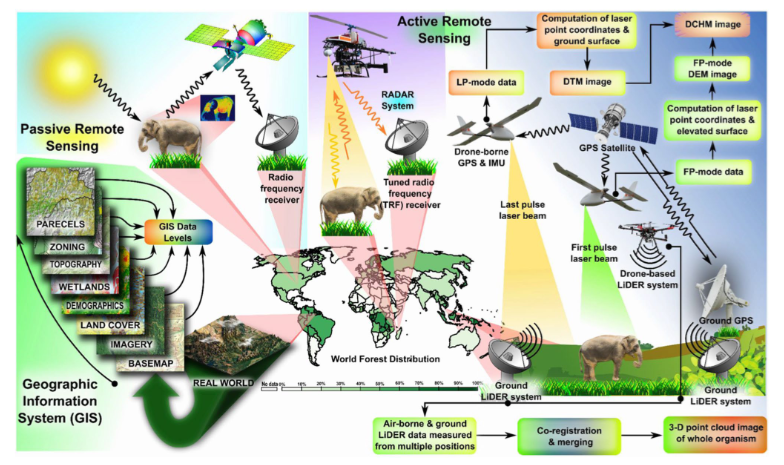 Active Remote
Sensing
Computation of laser
point coordinates &
ground surface
DCHM image
LP-mode data
DTM image
FP-mode
DEM image
RADAR
System
Passive Remote
Sensing
Computation of laser
point coordinates &
elevated surface
Drone-borne
GPS & IMU
GPS Satellite
FP-mode data
Radio
frequency
receiver
Tuned radio
frequency
(TRF) receiver
Last pulse
laser beam
First pulse
laser beam
Drone-based
LiDER system
Ground GPS
PARECELS
ZONING
TOPOGRAPHY
WETLANDS
DEMOGRAPHICS
LAND COVER
IMAGERY
BASEMAP
GIS Data
Levels
REAL WORLD
Geographic
Information
System (GIS)
World Forest Distribution
No data 0% 10% 20% 30% 40% 50% 60% 70% 80% 90% 100%
Ground
LiDER system
Ground
LiDER system
Air-borne & ground
LiDER data measured
from multiple positions
Co-registration
& merging
3-D point cloud image
of whole organism